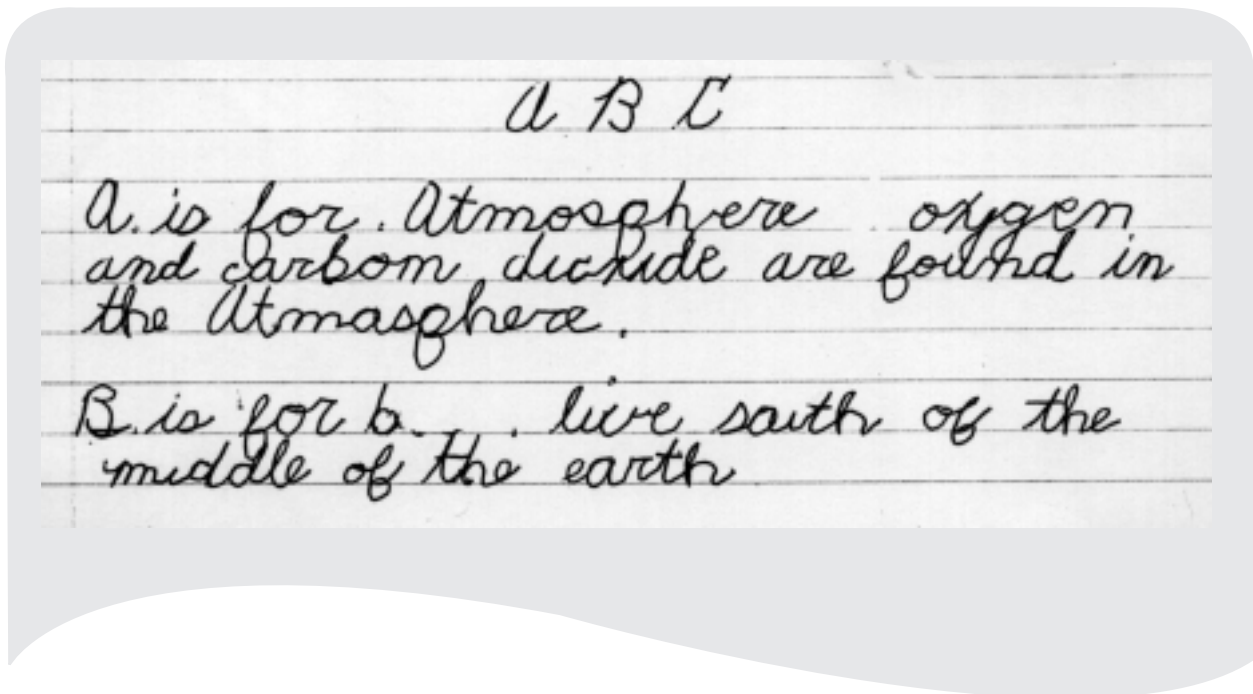 A B C
A. is for. Atmosphere oxygen
and carbom dioxide are found in
the Atmasphere.
B. is for b. . live saith of the
middle of the earth